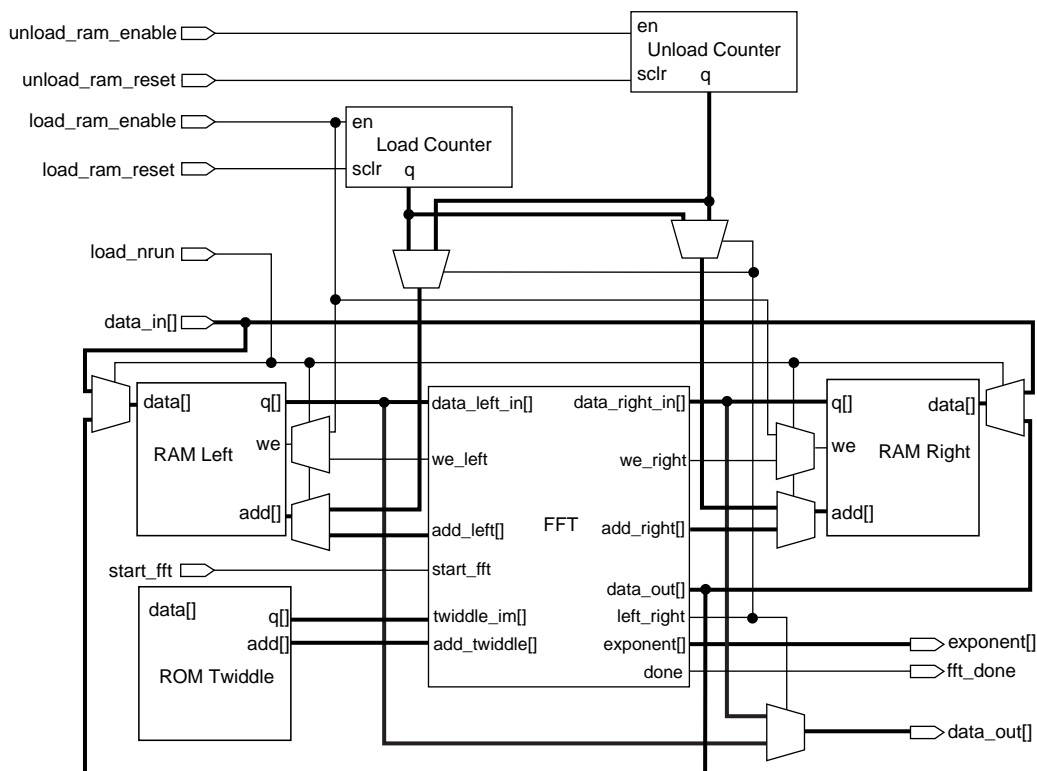 unload_ram_enable
en
Unload Counter
unload_ram_reset
sclr q
load_ram_enable
en
Load Counter
load_ram_reset
sclr q
load_nrun
data_in[]
data[]
q[]
we
RAM Left
add[]
data_left_in[]
data_right_in[]
we_left
we_right
FFT
add_left[]
add_right[]
start_fft
start_fft
data_out[]
left_right
twiddle_im[]
add_twiddle[]
exponent[]
done
q[]
data[]
we
RAM Right
add[]
data[]
q[]
add[]
ROM Twiddle
exponent[]
fft_done
data_out[]